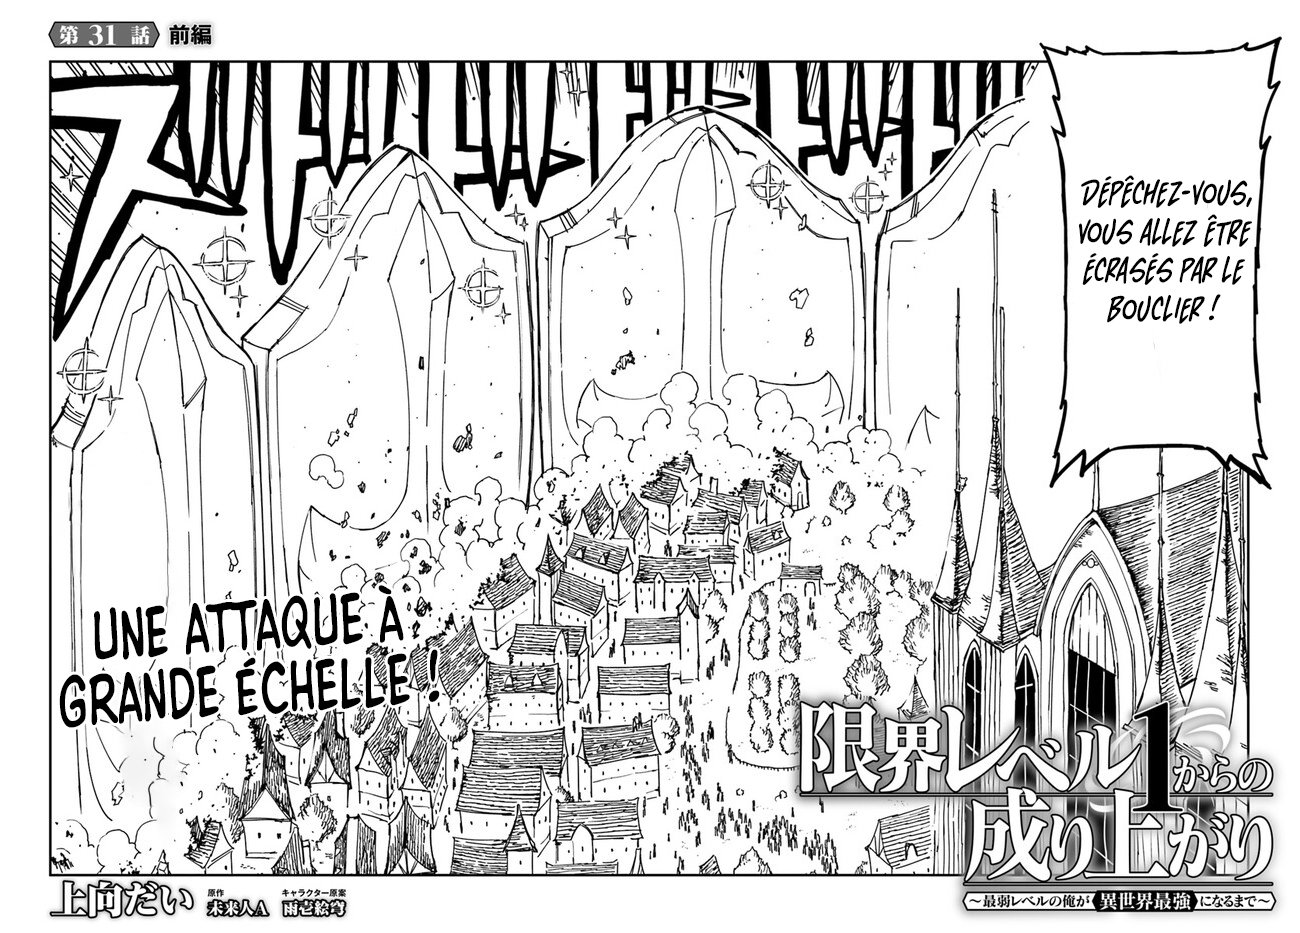 第31話 前編
DÉPÊCHEZ-VOUS,
VOUS ALLEZ ÊTRE
ÉCRASÉS PAR LE
BOUCLIER !
UNE ATTAQUE À
GRANDE ÉCHELLE !
限界レベル1からの
成り上がり
～最弱レベルの俺が異世界最強になるまで～
上向だい
原作
未来人A
キャラクター原案
雨壱絵穹